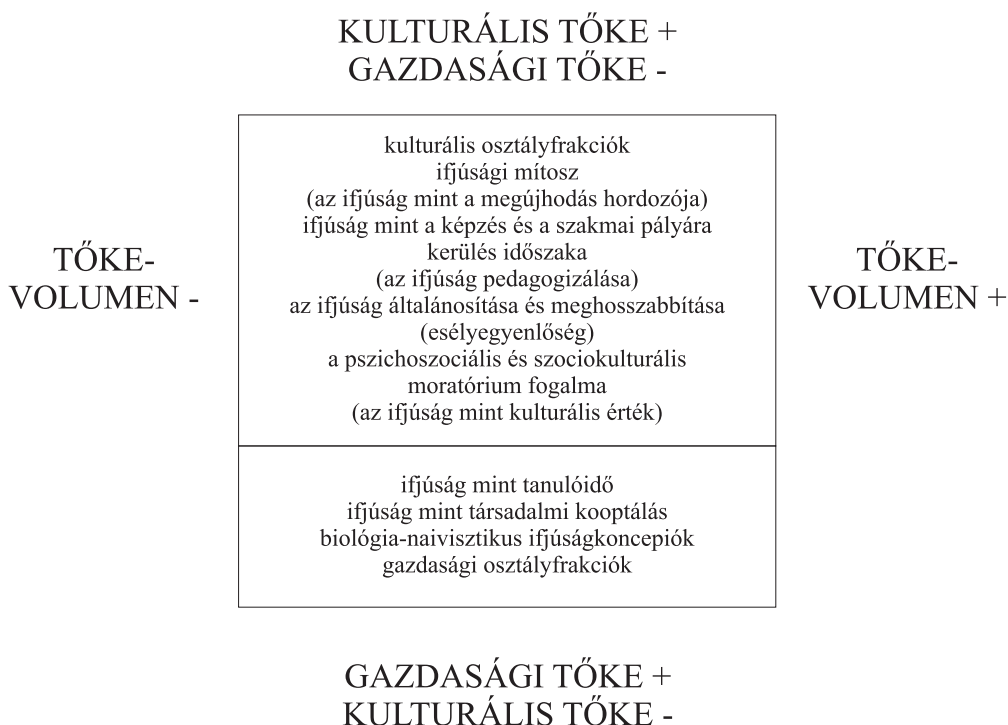 KULTURÁLIS TŐKE +
GAZDASÁGI TŐKE -
kulturális osztályfrakciók
ifjúsági mítosz
(az ifjúság mint a megújhodás hordozója)
ifjúság mint a képzés és a szakmai pályára
kerülés időszaka
(az ifjúság pedagogizálása)
az ifjúság általánosítása és meghosszabbítása
(esélyegyenlőség)
a pszichoszociális és szociokulturális
moratórium fogalma
(az ifjúság mint kulturális érték)
TŐKE-
VOLUMEN -
TŐKE-
VOLUMEN +
ifjúság mint tanulóidő
ifjúság mint társadalmi kooptálás
biológia-naivisztikus ifjúságkoncepiók
gazdasági osztályfrakciók
GAZDASÁGI TŐKE +
KULTURÁLIS TŐKE -